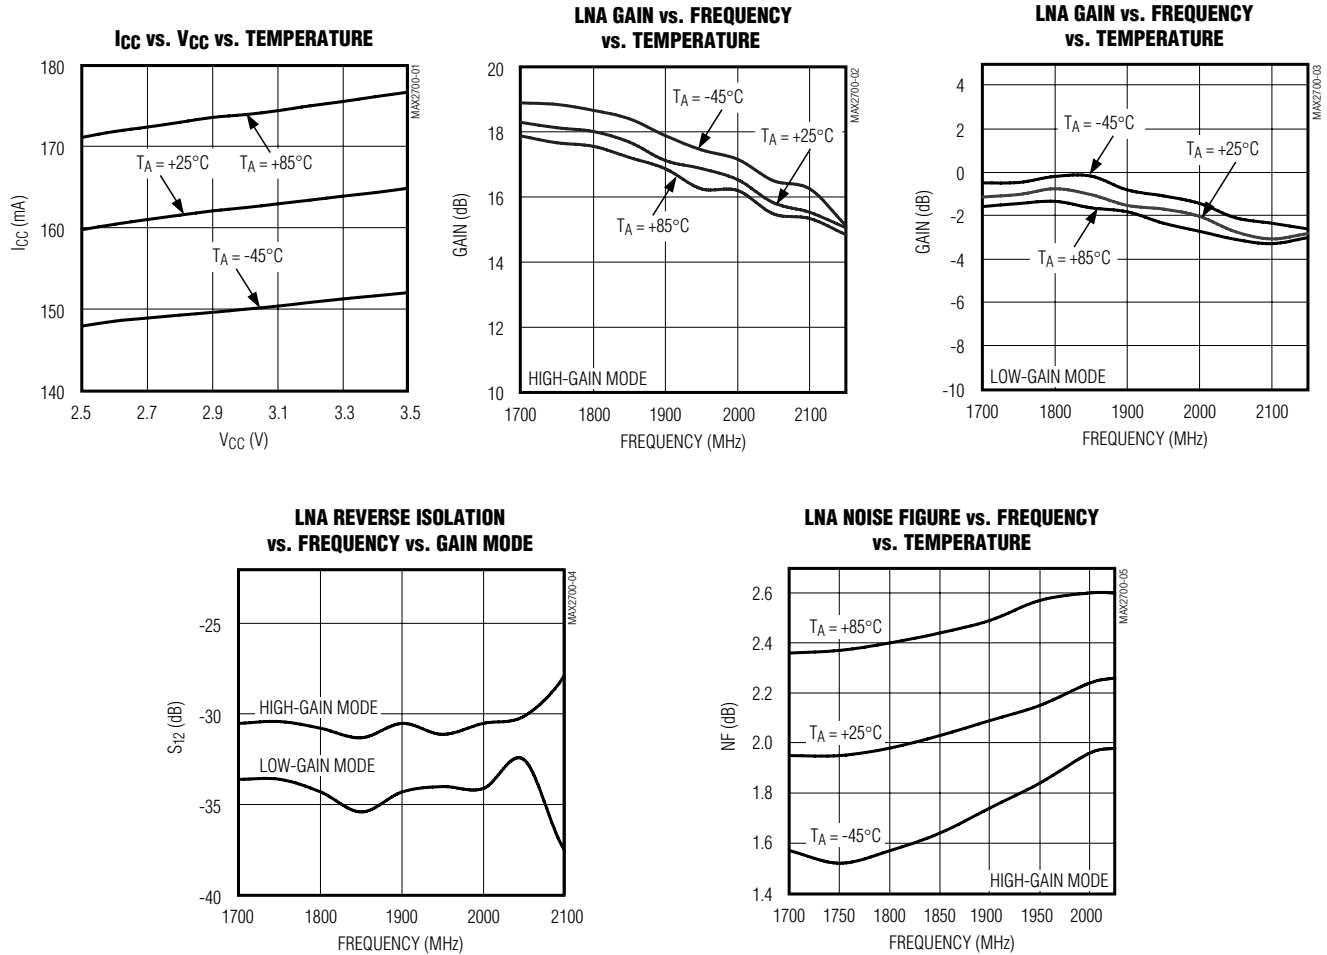 ICC vs. VCC vs. TEMPERATURE
MAX2700-01
180
170
160
150
140
ICC (mA)
TA = +25°C
TA = +85°C
TA = -45°C
2.5 2.7 2.9 3.1 3.3 3.5
VCC (V)
LNA GAIN vs. FREQUENCY
vs. TEMPERATURE
MAX2700-02
20
18
16
14
12
10
GAIN (dB)
TA = -45°C
TA = +25°C
TA = +85°C
HIGH-GAIN MODE
1700 1800 1900 2000 2100
FREQUENCY (MHz)
LNA GAIN vs. FREQUENCY
vs. TEMPERATURE
MAX2700-03
4
2
0
-2
-4
-6
-8
-10
GAIN (dB)
TA = -45°C
TA = +25°C
TA = +85°C
LOW-GAIN MODE
1700 1800 1900 2000 2100
FREQUENCY (MHz)
LNA REVERSE ISOLATION
vs. FREQUENCY vs. GAIN MODE
MAX2700-04
-25
-30
-35
-40
S12 (dB)
HIGH-GAIN MODE
LOW-GAIN MODE
1700 1800 1900 2000 2100
FREQUENCY (MHz)
LNA NOISE FIGURE vs. FREQUENCY
vs. TEMPERATURE
MAX2700-05
2.6
2.4
2.2
2.0
1.8
1.6
1.4
NF (dB)
TA = +85°C
TA = +25°C
TA = -45°C
HIGH-GAIN MODE
1700 1750 1800 1850 1900 1950 2000
FREQUENCY (MHz)